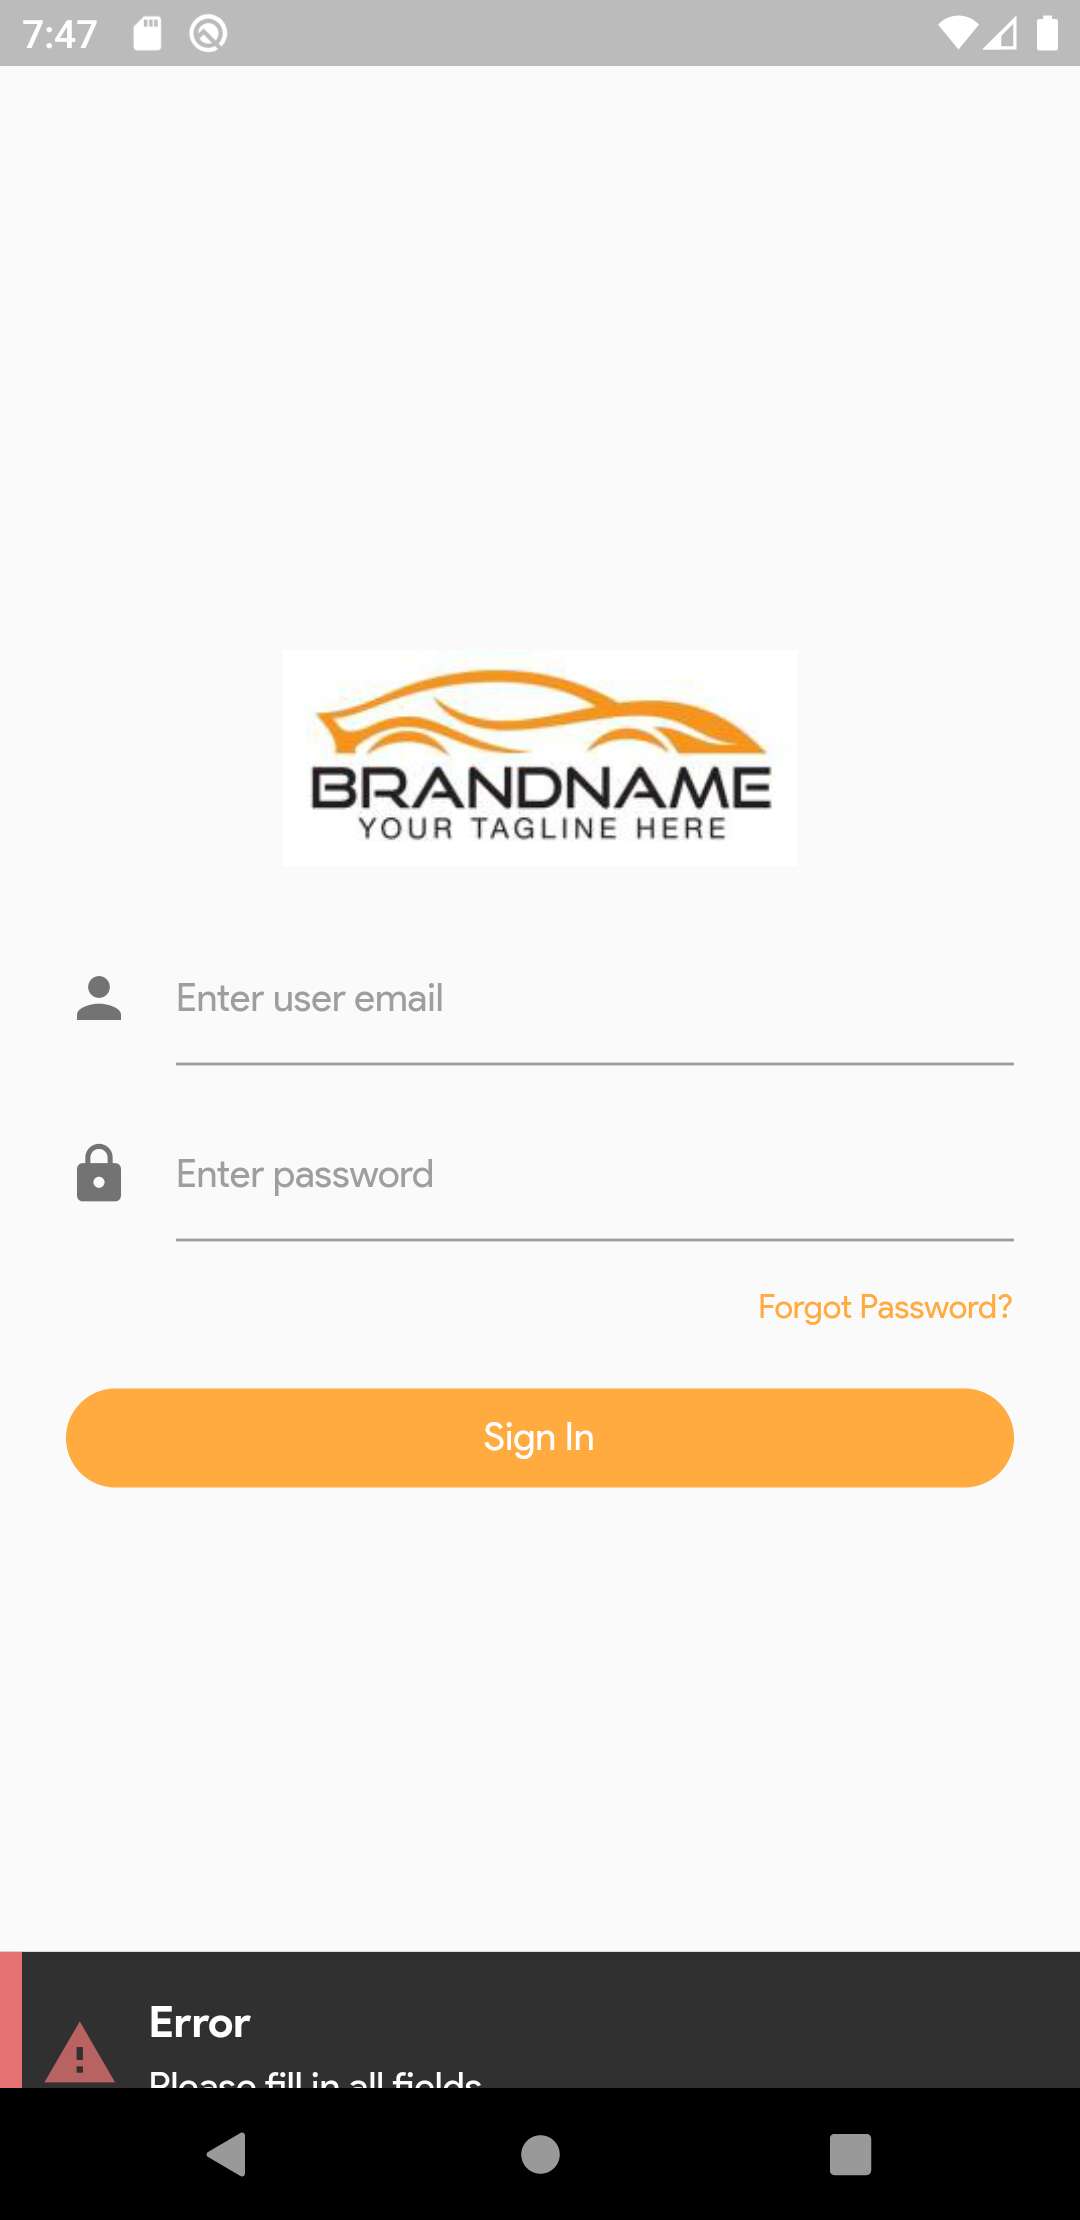 7:47
BRANDNAME
YOUR TAGLINE HERE
Enter user email
Enter password
Forgot Password?
Sign In
Error
Please fill in all fields